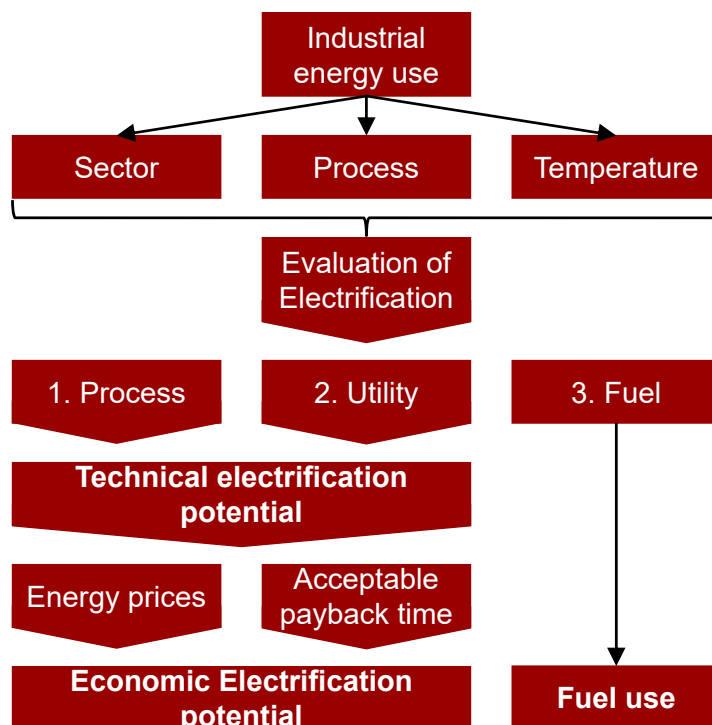 Industrial
energy use
Sector
Process
Temperature
Evaluation of
Electrification
1. Process
2. Utility
3. Fuel
Technical electrification
potential
Energy prices
Acceptable
payback time
Economic Electrification
potential
Fuel use